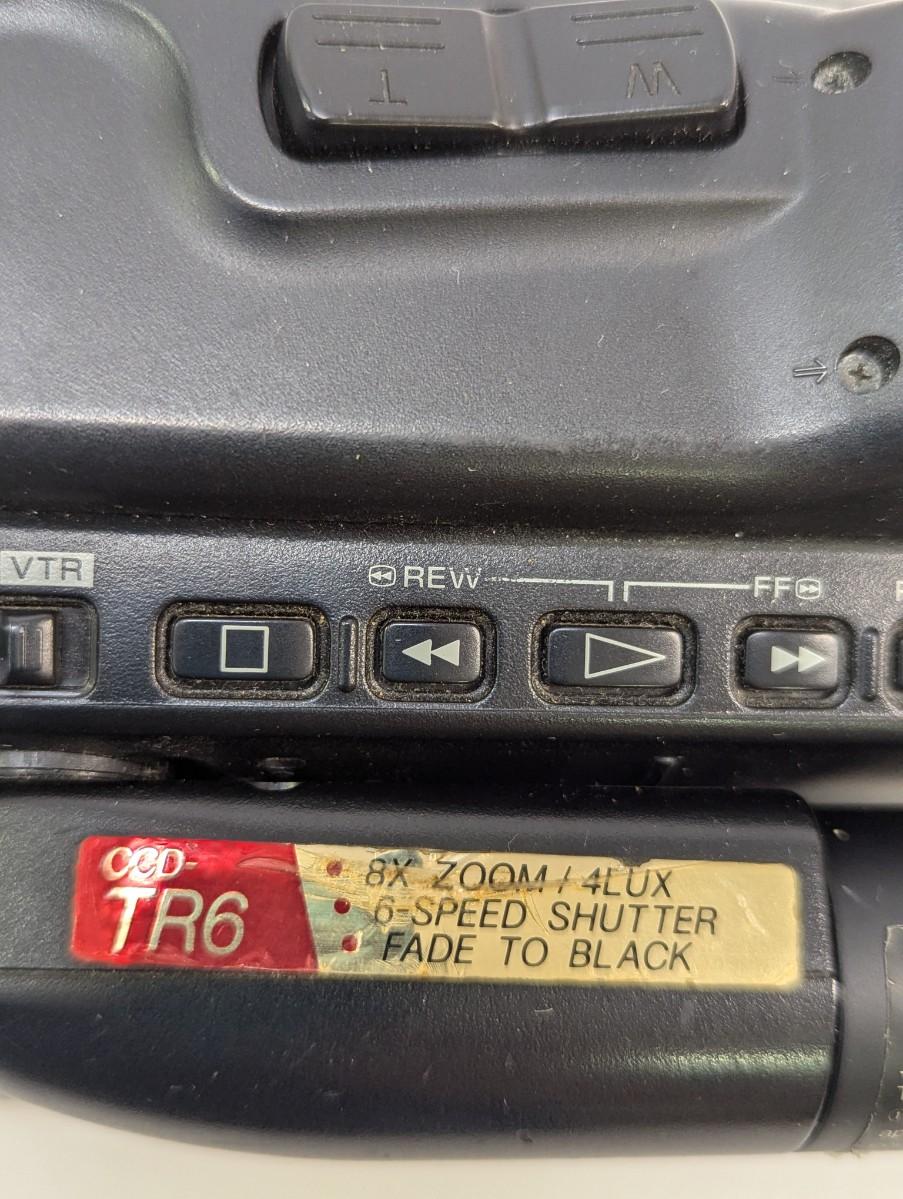 T W
VTR
REW FF
CCD-
TR6
8X ZOOM / 4LUX
6-SPEED SHUTTER
FADE TO BLACK